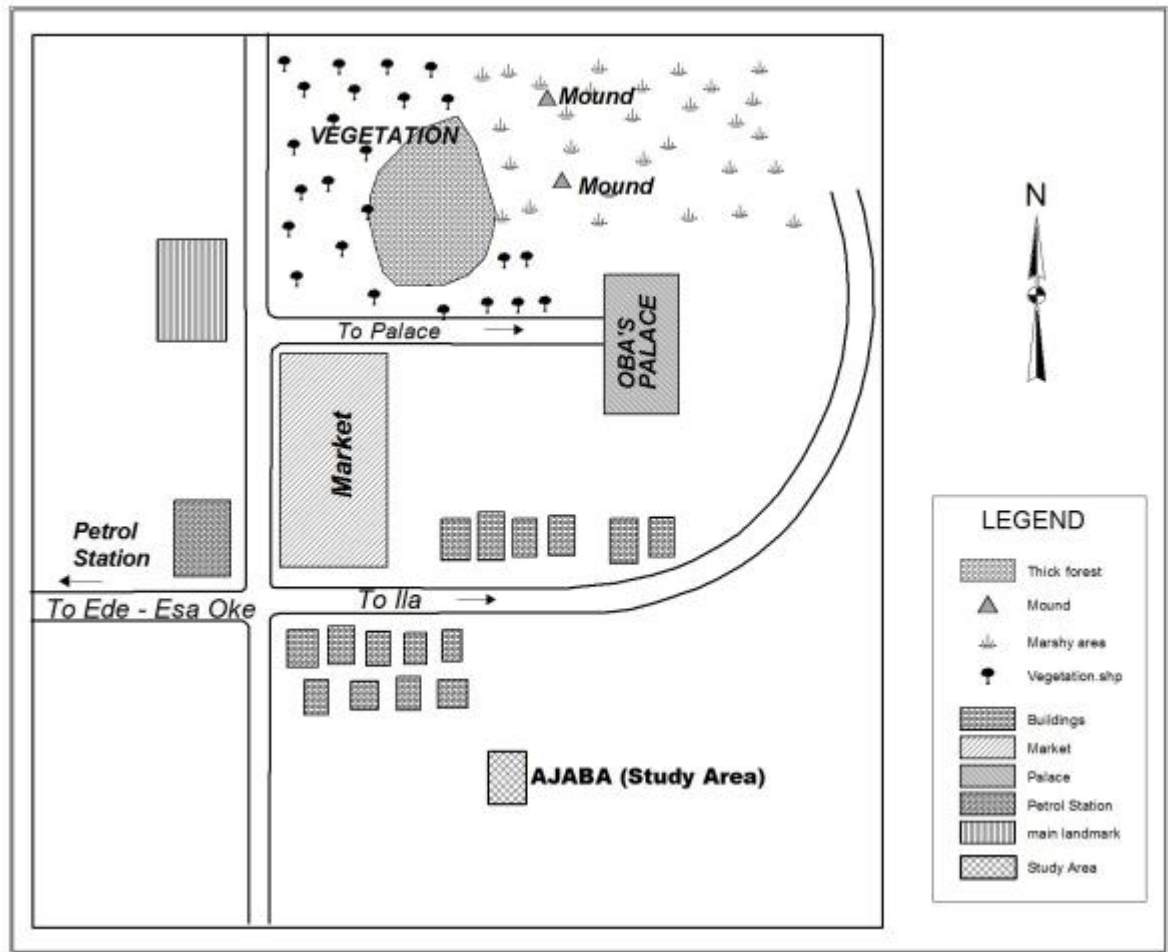 Mound
VEGETATION
Mound
N
To Palace
OBA'S
PALACE
Market
Petrol
Station
To Ede - Esa Oke
To Ila
AJABA (Study Area)
LEGEND
Thick forest
Mound
Marshy area
Vegetation.shp
Buildings
Market
Palace
Petrol Station
main landmark
Study Area